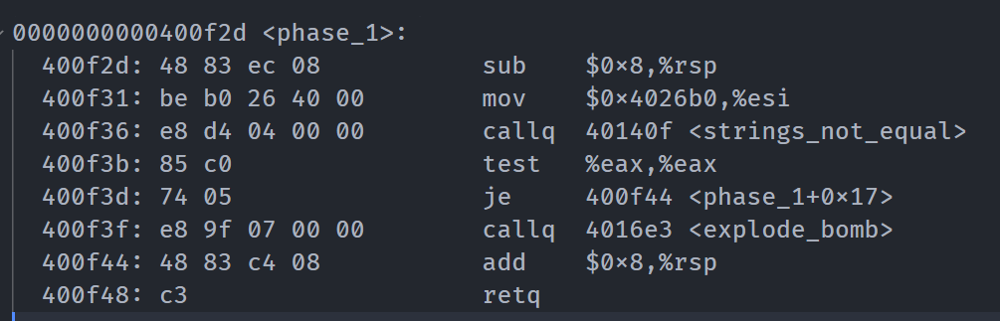 0000000000400f2d <phase_1>:
400f2d: 48 83 ec 08 sub $0x8,%rsp
400f31: be b0 26 40 00 mov $0x4026b0,%esi
400f36: e8 d4 04 00 00 callq 40140f <strings_not_equal>
400f3b: 85 c0 test %eax,%eax
400f3d: 74 05 je 400f44 <phase_1+0x17>
400f3f: e8 9f 07 00 00 callq 4016e3 <explode_bomb>
400f44: 48 83 c4 08 add $0x8,%rsp
400f48: c3 retq